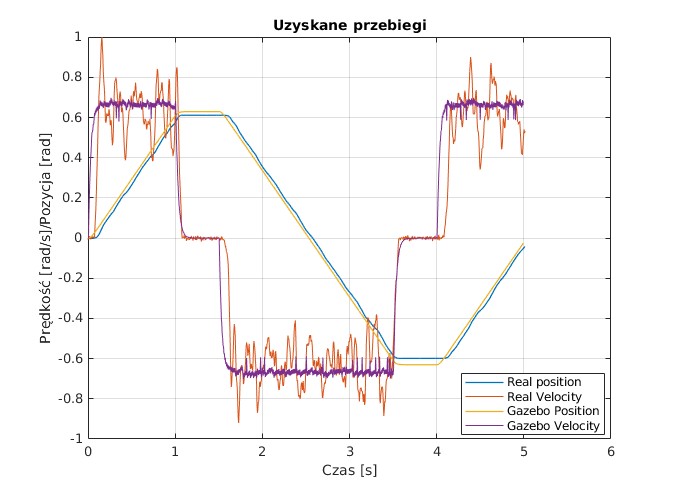 Uzyskane przebiegi
1
0.8
0.6
0.4
0.2
0
-0.2
-0.4
-0.6
-0.8
-1
Prędkość [rad/s]/Pozycja [rad]
0 1 2 3 4 5 6
Czas [s]
Real position
Real Velocity
Gazebo Position
Gazebo Velocity